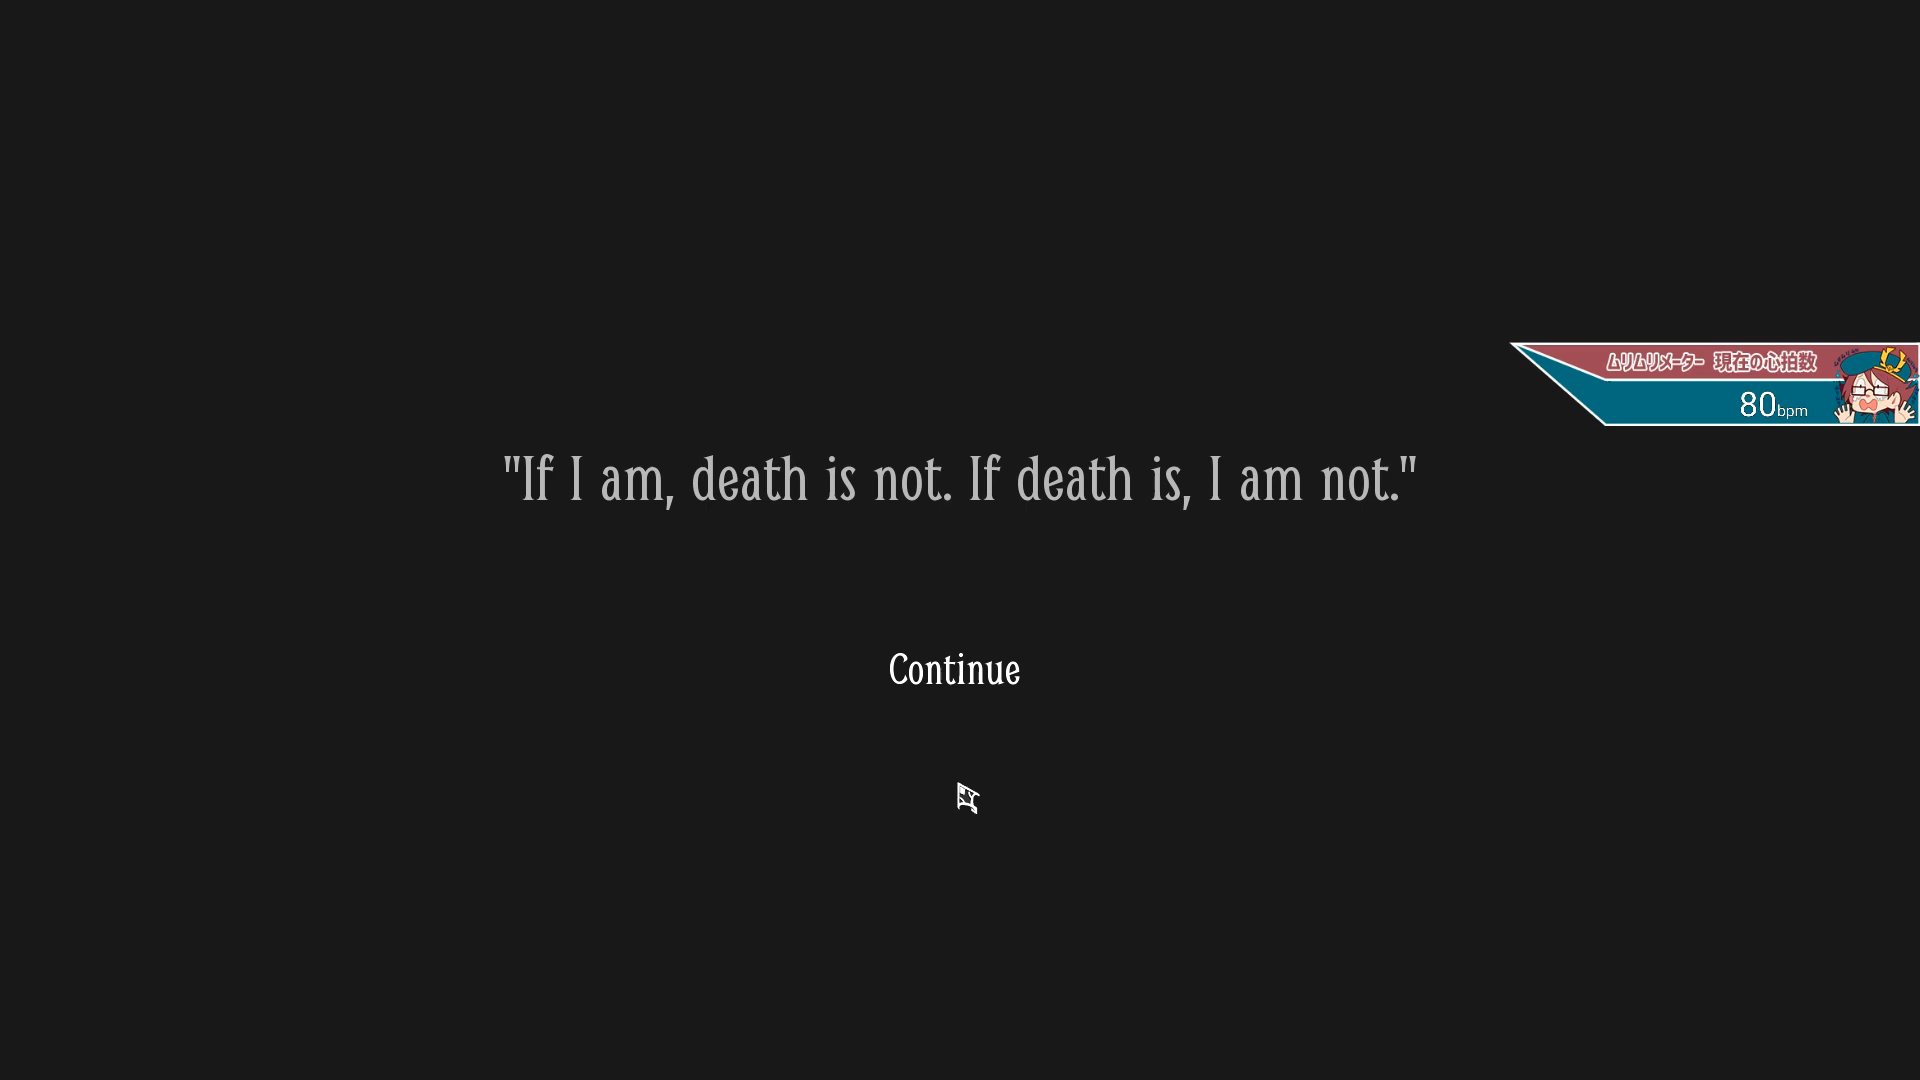 ムリムリメーター 現在の心拍数
80bpm
"If I am, death is not. If death is, I am not."
Continue